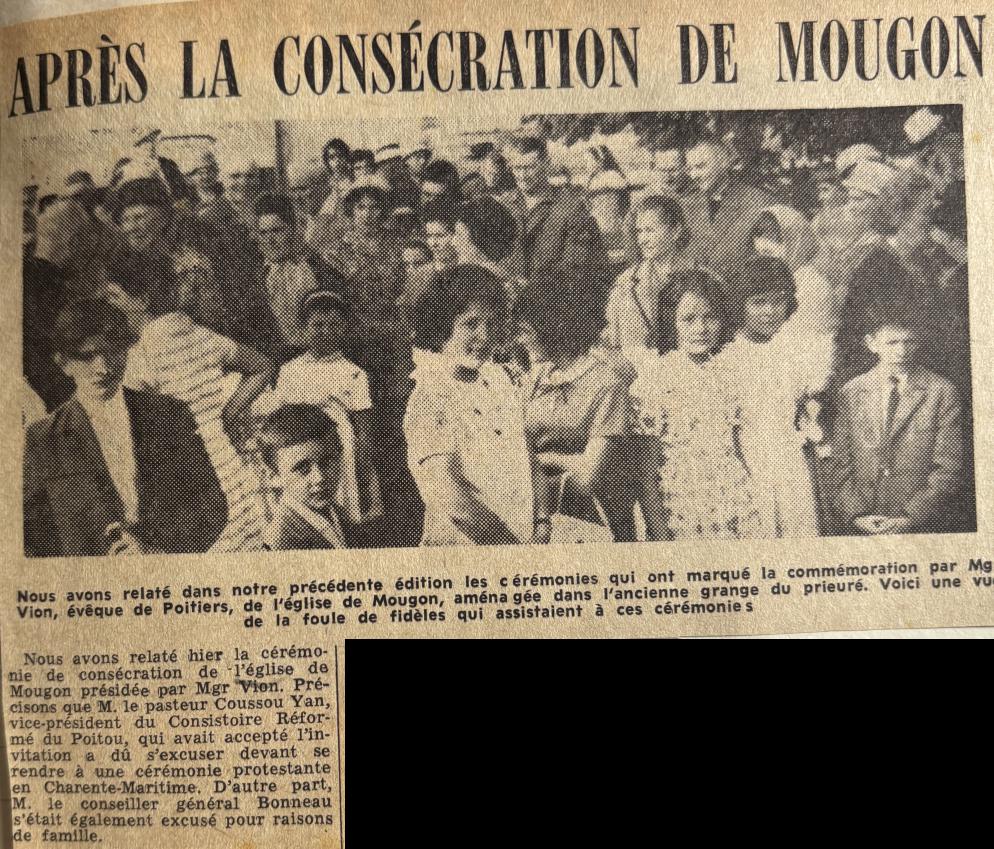 APRÈS LA CONSÉCRATION DE MOUGON
Nous avons relaté dans notre précédente édition les cérémonies qui ont marqué la commémoration par Mg
Vion, évêque de Poitiers, de l'église de Mougon, aménagée dans l'ancienne grange du prieuré. Voici une vue
de la foule de fidèles qui assistaient à ces cérémonies
Nous avons relaté hier la cérémo-
nie de consécration de l'église de
Mougon présidée par Mgr Vion. Pré-
cisons que M. le pasteur Coussou Yan,
vice-président du Consistoire Réfor-
mé du Poitou, qui avait accepté l'in-
vitation a dû s'excuser devant se
rendre à une cérémonie protestante
en Charente-Maritime. D'autre part,
M. le conseiller général Bonneau
s'était également excusé pour raisons
de famille.